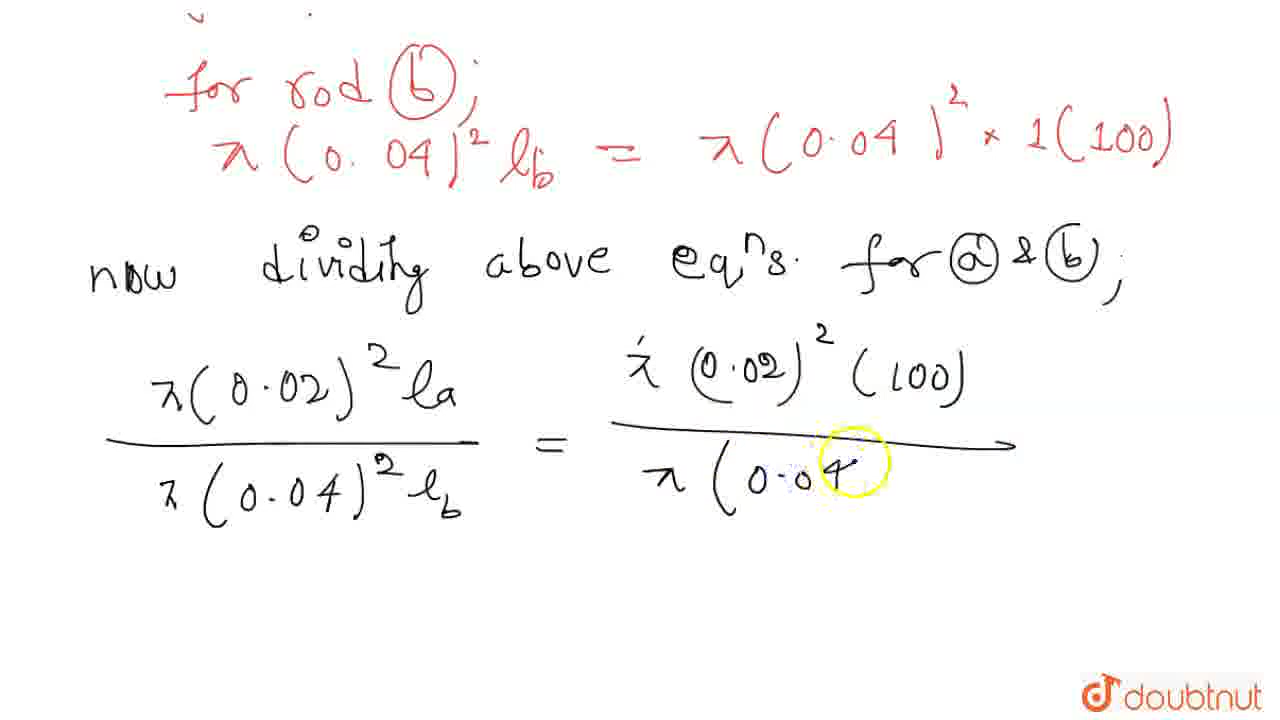 for rod ⓑ;
π(0.04)² l_b = π(0.04)² × 1(100)
now dividing above eqⁿs. for ⓐ & ⓑ;
π(0.02)² l_a / π(0.04)² l_b = π(0.02)² (100) / π(0.04
doubtnut